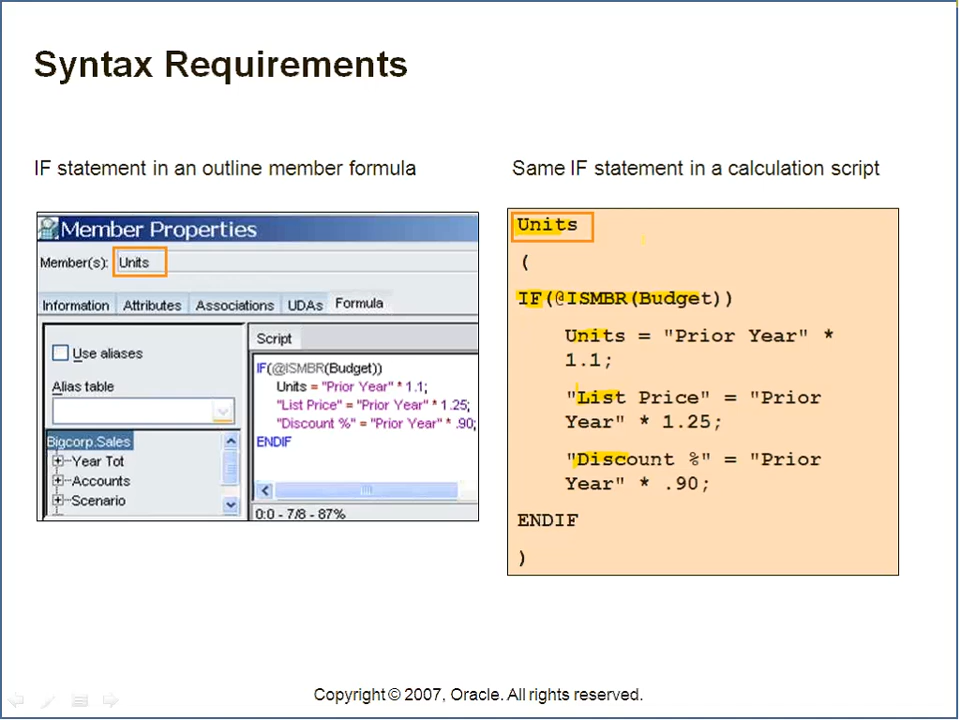 Syntax Requirements
IF statement in an outline member formula
Same IF statement in a calculation script
Member Properties
Member(s): Units
Information Attributes Associations UDAs Formula
Use aliases
Alias table
Bigcorp.Sales
Year Tot
Accounts
Scenario
Script
IF(@ISMBR(Budget))
Units = "Prior Year" * 1.1;
"List Price" = "Prior Year" * 1.25;
"Discount %" = "Prior Year" * .90;
ENDIF
0:0 - 7/8 - 87%
Units
(
IF(@ISMBR(Budget))
Units = "Prior Year" *
1.1;
"List Price" = "Prior
Year" * 1.25;
"Discount %" = "Prior
Year" * .90;
ENDIF
)
Copyright © 2007, Oracle. All rights reserved.